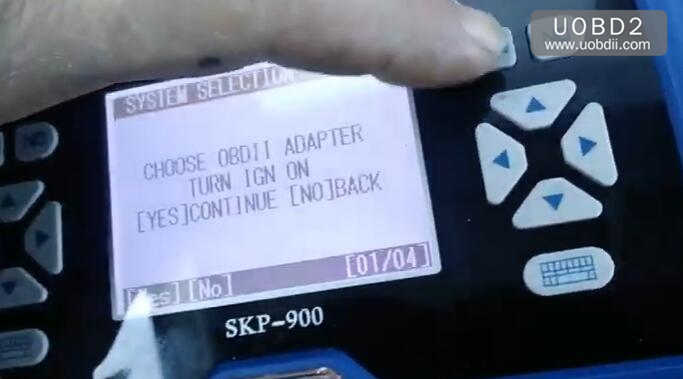 UOBD2
www.uobdii.com
SYSTEM SELECTION
CHOOSE OBDII ADAPTER
TURN IGN ON
[YES]CONTINUE [NO]BACK
[Yes] [No] [01/04]
SKP-900